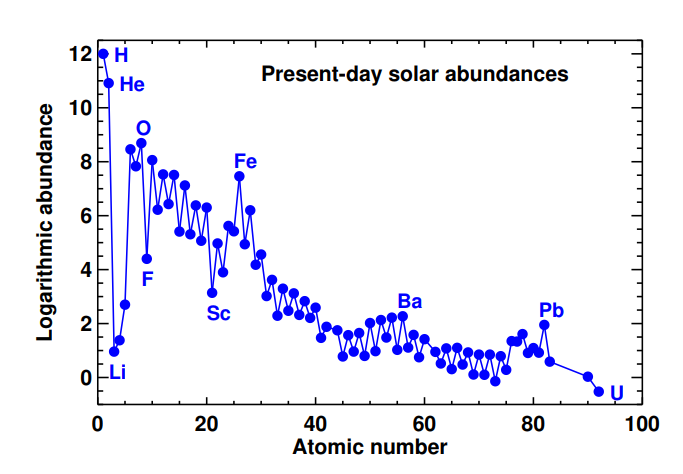 Present-day solar abundances
Logarithmic abundance
12
10
8
6
4
2
0
H
He
O
Fe
F
Sc
Li
Ba
Pb
U
0 20 40 60 80 100
Atomic number